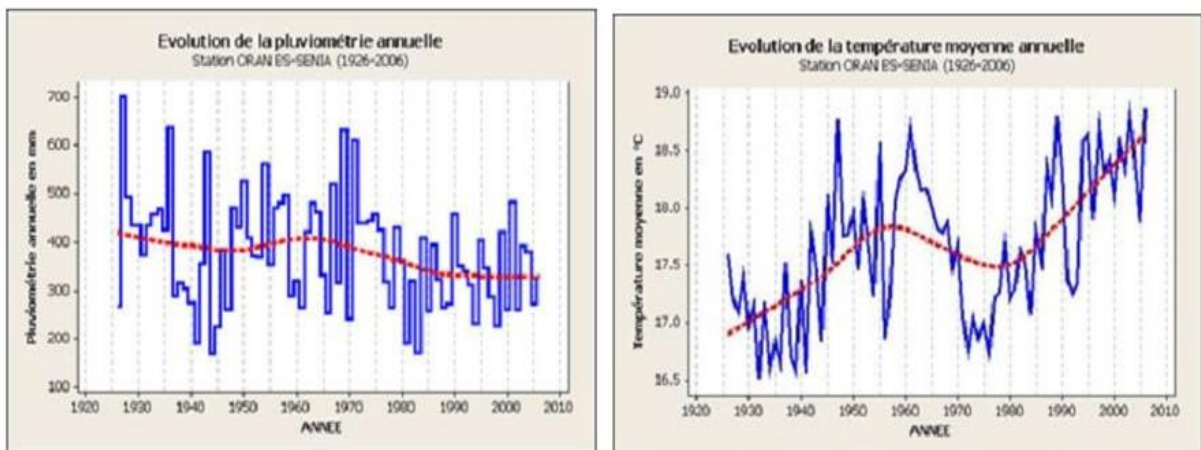 Evolution de la pluviométrie annuelle
Station ORAN ES-SENIA (1926-2006)
Pluviométrie annuelle en mm
700
600
500
400
300
200
100
1920 1930 1940 1950 1960 1970 1980 1990 2000 2010
ANNEE
Evolution de la température moyenne annuelle
Station ORAN ES-SENIA (1926-2006)
Température moyenne en °C
19.0
18.5
18.0
17.5
17.0
16.5
1920 1930 1940 1950 1960 1970 1980 1990 2000 2010
ANNEE